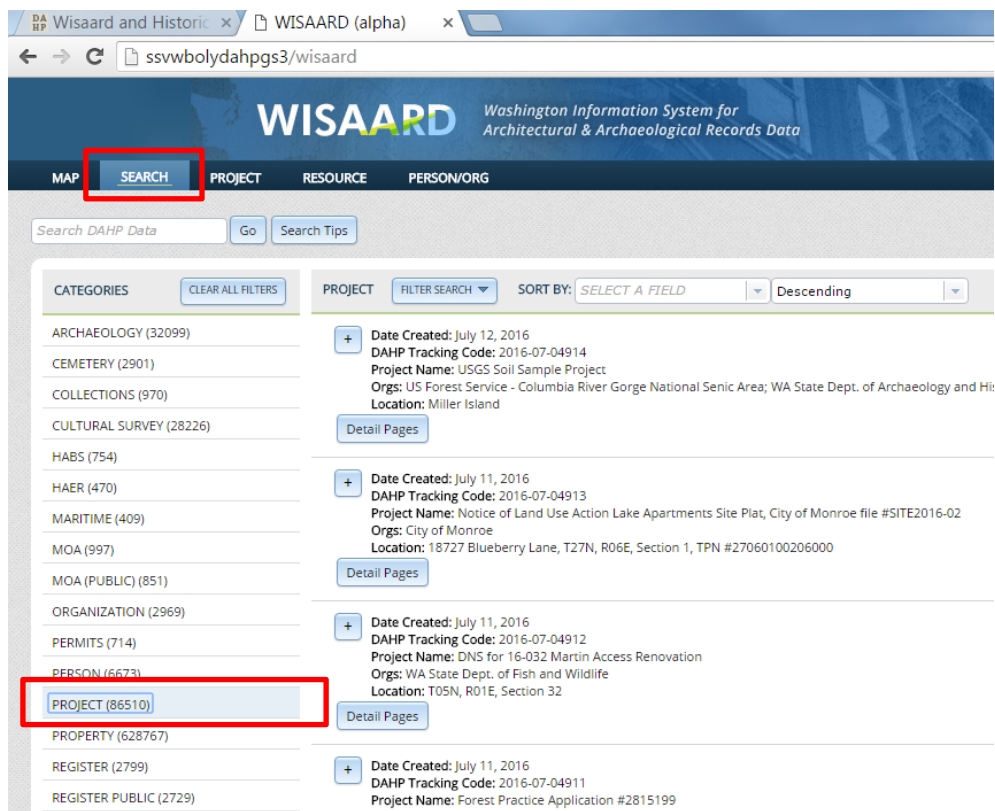 Wisaard and Historic
WISAARD (alpha)
ssvwbolydahpgs3/wisaard
WISAARD
Washington Information System for
Architectural & Archaeological Records Data
MAP SEARCH PROJECT RESOURCE PERSON/ORG
Search DAHP Data Go Search Tips
CATEGORIES CLEAR ALL FILTERS
ARCHAEOLOGY (32099)
CEMETERY (2901)
COLLECTIONS (970)
CULTURAL SURVEY (28226)
HABS (754)
HAER (470)
MARITIME (409)
MOA (997)
MOA (PUBLIC) (851)
ORGANIZATION (2969)
PERMITS (714)
PERSON (6673)
PROJECT (86510)
PROPERTY (628767)
REGISTER (2799)
REGISTER PUBLIC (2729)
PROJECT FILTER SEARCH SORT BY: SELECT A FIELD Descending
+ Date Created: July 12, 2016
DAHP Tracking Code: 2016-07-04914
Project Name: USGS Soil Sample Project
Orgs: US Forest Service - Columbia River Gorge National Senic Area; WA State Dept. of Archaeology and His
Location: Miller Island
Detail Pages
+ Date Created: July 11, 2016
DAHP Tracking Code: 2016-07-04913
Project Name: Notice of Land Use Action Lake Apartments Site Plat, City of Monroe file #SITE2016-02
Orgs: City of Monroe
Location: 18727 Blueberry Lane, T27N, R06E, Section 1, TPN #27060100206000
Detail Pages
+ Date Created: July 11, 2016
DAHP Tracking Code: 2016-07-04912
Project Name: DNS for 16-032 Martin Access Renovation
Orgs: WA State Dept. of Fish and Wildlife
Location: T05N, R01E, Section 32
Detail Pages
+ Date Created: July 11, 2016
DAHP Tracking Code: 2016-07-04911
Project Name: Forest Practice Application #2815199